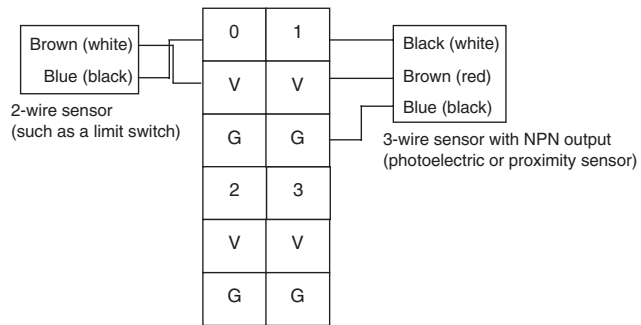 Brown (white)
Blue (black)
2-wire sensor
(such as a limit switch)
0 1
V V
G G
2 3
V V
G G
Black (white)
Brown (red)
Blue (black)
3-wire sensor with NPN output
(photoelectric or proximity sensor)